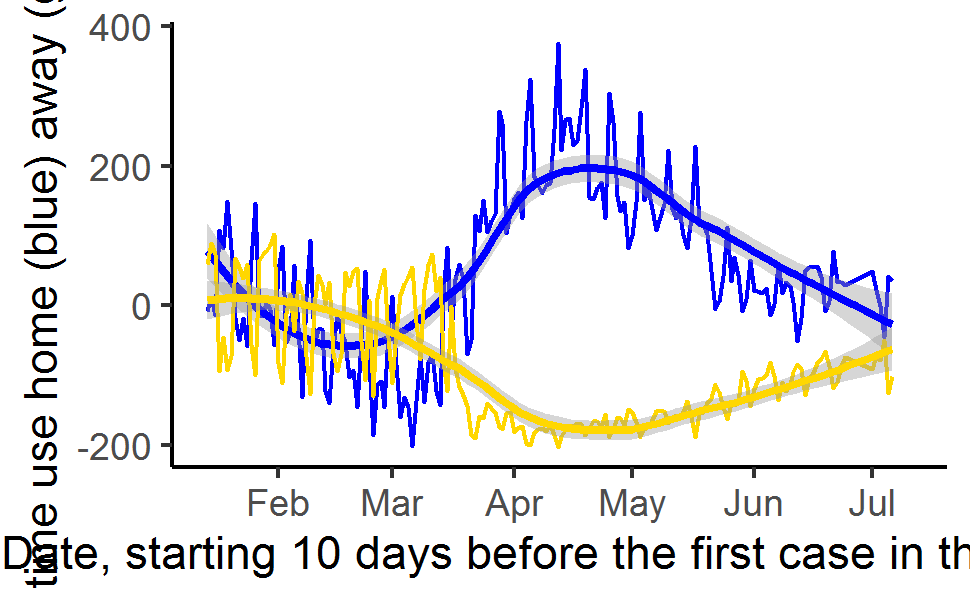 400
200
0
-200
time use home (blue) away (
Feb Mar Apr May Jun Jul
Date, starting 10 days before the first case in th